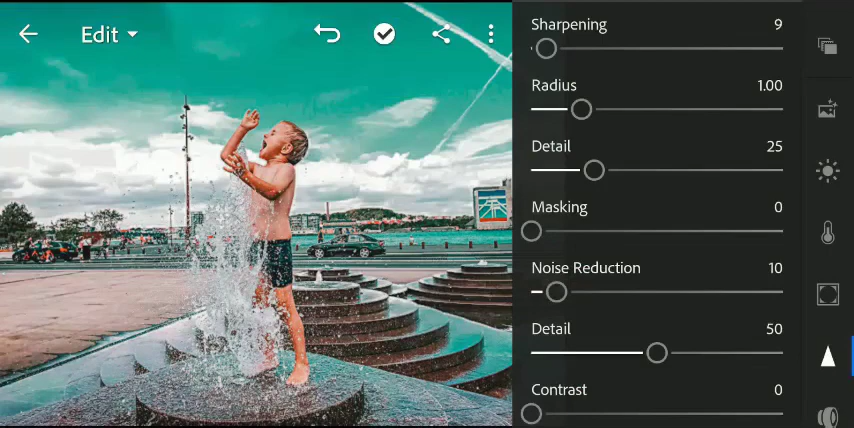 Edit
Sharpening 9
Radius 1.00
Detail 25
Masking 0
Noise Reduction 10
Detail 50
Contrast 0